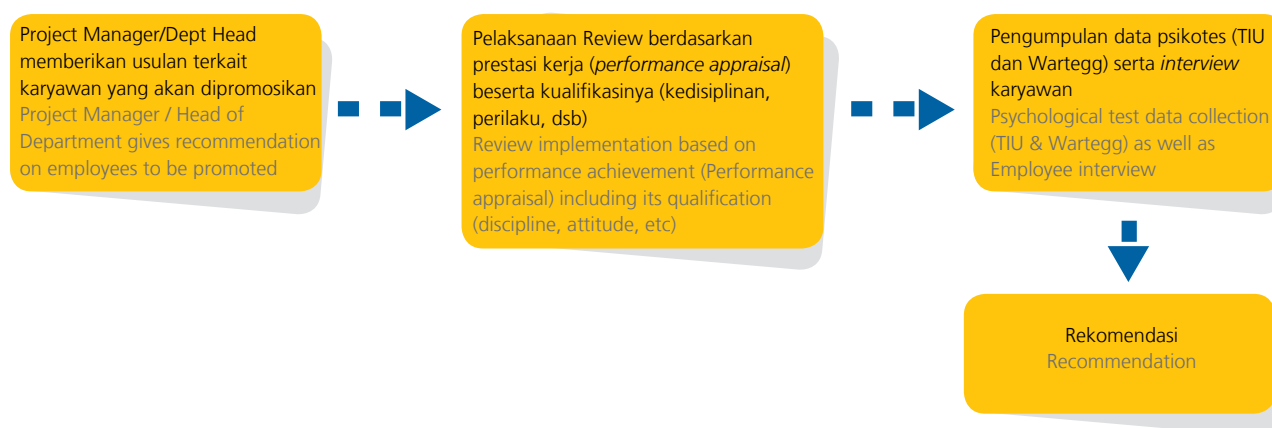 Project Manager/Dept Head
memberikan usulan terkait
karyawan yang akan dipromosikan
Project Manager / Head of
Department gives recommendation
on employees to be promoted
Pelaksanaan Review berdasarkan
prestasi kerja (performance appraisal)
beserta kualifikasinya (kedisiplinan,
perilaku, dsb)
Review implementation based on
performance achievement (Performance
appraisal) including its qualification
(discipline, attitude, etc)
Pengumpulan data psikotes (TIU
dan Wartegg) serta interview
karyawan
Psychological test data collection
(TIU & Wartegg) as well as
Employee interview
Rekomendasi
Recommendation